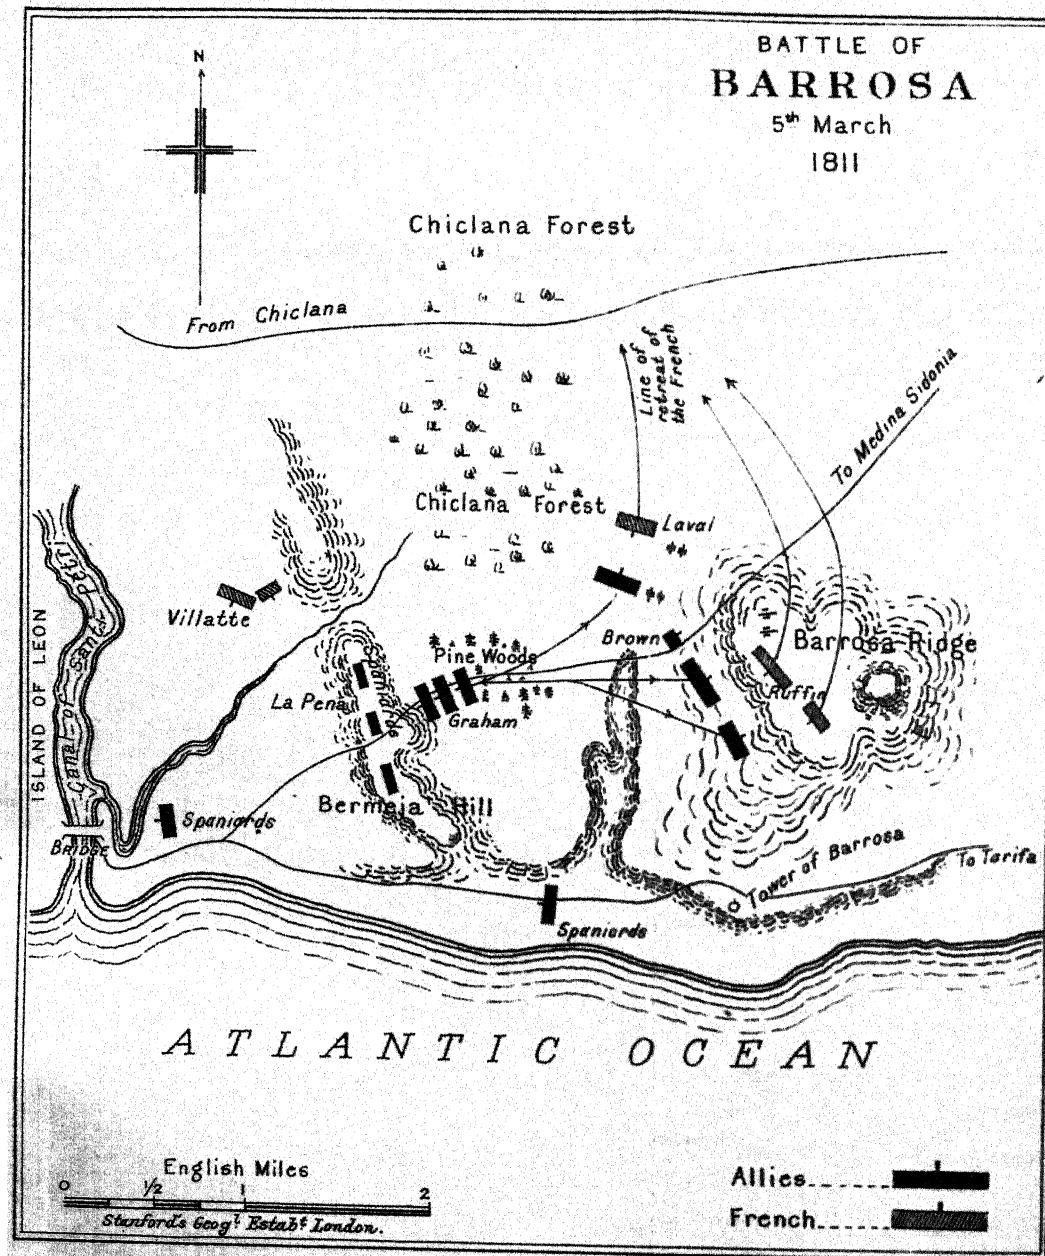 BATTLE OF
BARROSA
5th March
1811
N
Chiclana Forest
From Chiclana
Line of
retreat of
the French
To Medina Sidonia
Chiclana Forest
Laval
Villatte
ISLAND OF LEON
Canal of Santi Petri
Brown
Barrosa Ridge
Pine Woods
Spaniards
La Pena
Graham
Ruffin
Bermeja Hill
Spaniards
BRIDGE
Tower of Barrosa
To Tarifa
Spaniards
ATLANTIC OCEAN
English Miles
0 1/2 1 2
Stanford's Geogl. Estabt. London.
Allies
French